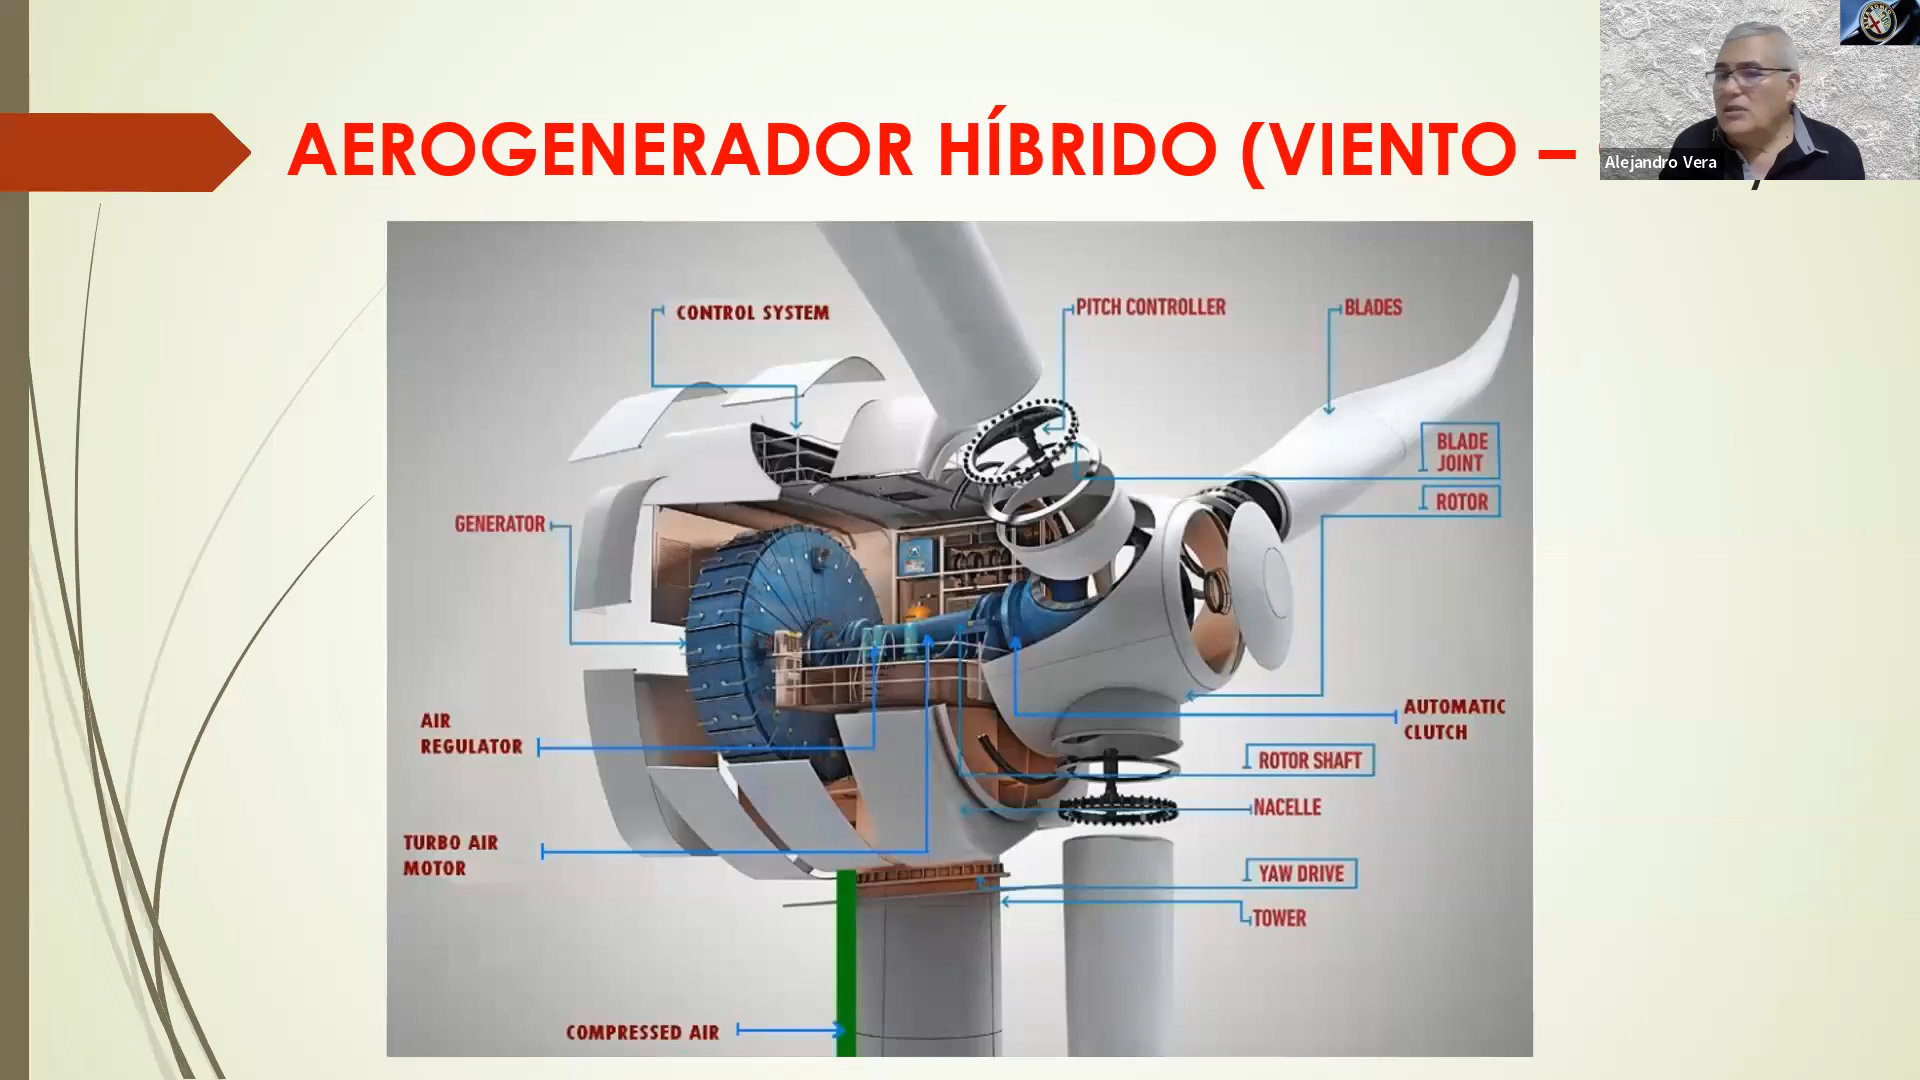 AEROGENERADOR HÍBRIDO (VIENTO –
Alejandro Vera
CONTROL SYSTEM
PITCH CONTROLLER
BLADES
BLADE
JOINT
ROTOR
GENERATOR
AIR
REGULATOR
AUTOMATIC
CLUTCH
ROTOR SHAFT
NACELLE
TURBO AIR
MOTOR
YAW DRIVE
TOWER
COMPRESSED AIR